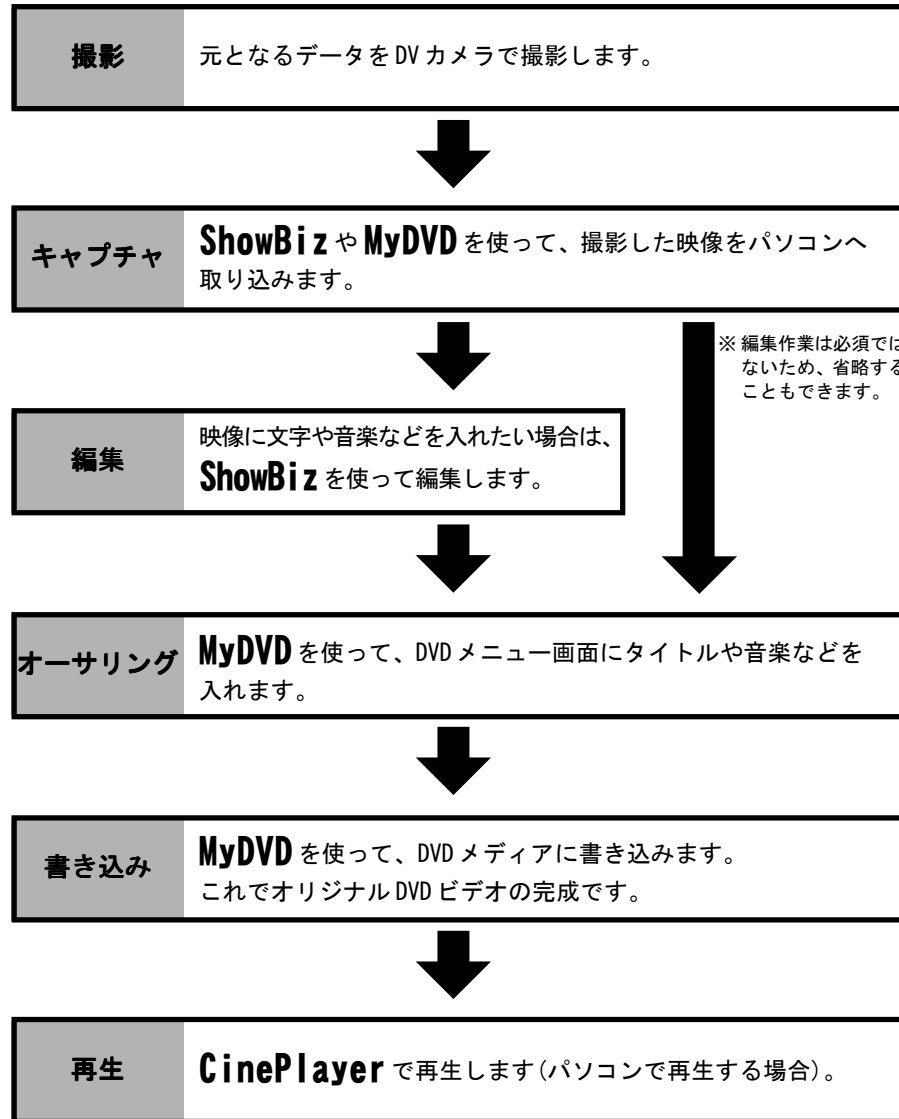 撮影
元となるデータをDVカメラで撮影します。
キャプチャ
ShowBizやMyDVDを使って、撮影した映像をパソコンへ
取り込みます。
※編集作業は必須では
ないため、省略する
こともできます。
編集
映像に文字や音楽などを入れたい場合は、
ShowBizを使って編集します。
オーサリング
MyDVDを使って、DVDメニュー画面にタイトルや音楽などを
入れます。
書き込み
MyDVDを使って、DVDメディアに書き込みます。
これでオリジナルDVDビデオの完成です。
再生
CinePlayerで再生します(パソコンで再生する場合)。